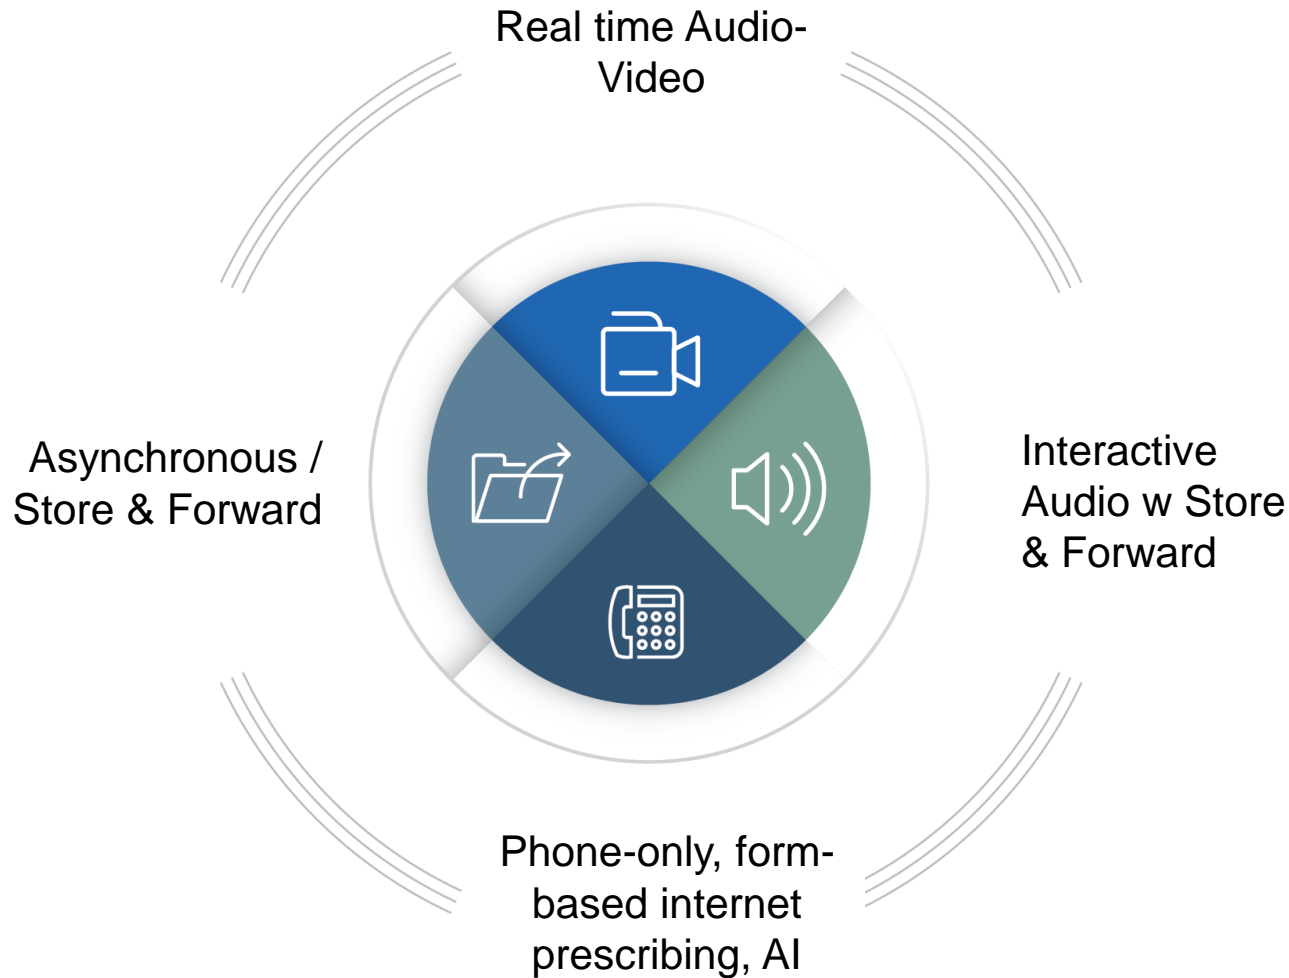 Real time Audio-
Video
Asynchronous /
Store & Forward
Interactive
Audio w Store
& Forward
Phone-only, form-
based internet
prescribing, AI